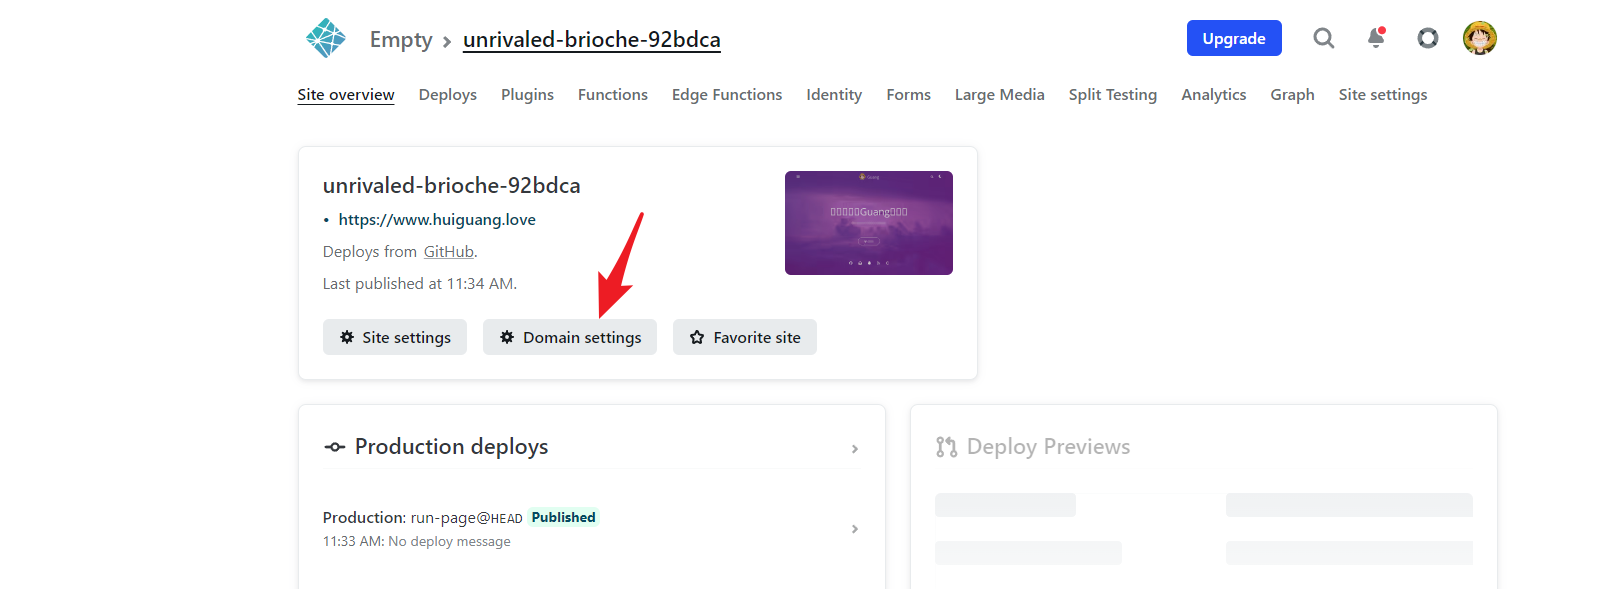 Empty › unrivaled-brioche-92bdca
Upgrade
Site overview Deploys Plugins Functions Edge Functions Identity Forms Large Media Split Testing Analytics Graph Site settings
unrivaled-brioche-92bdca
• https://www.huiguang.love
Deploys from GitHub.
Last published at 11:34 AM.
Guang
Site settings Domain settings Favorite site
Production deploys
Deploy Previews
Production: run-page@HEAD Published
11:33 AM: No deploy message